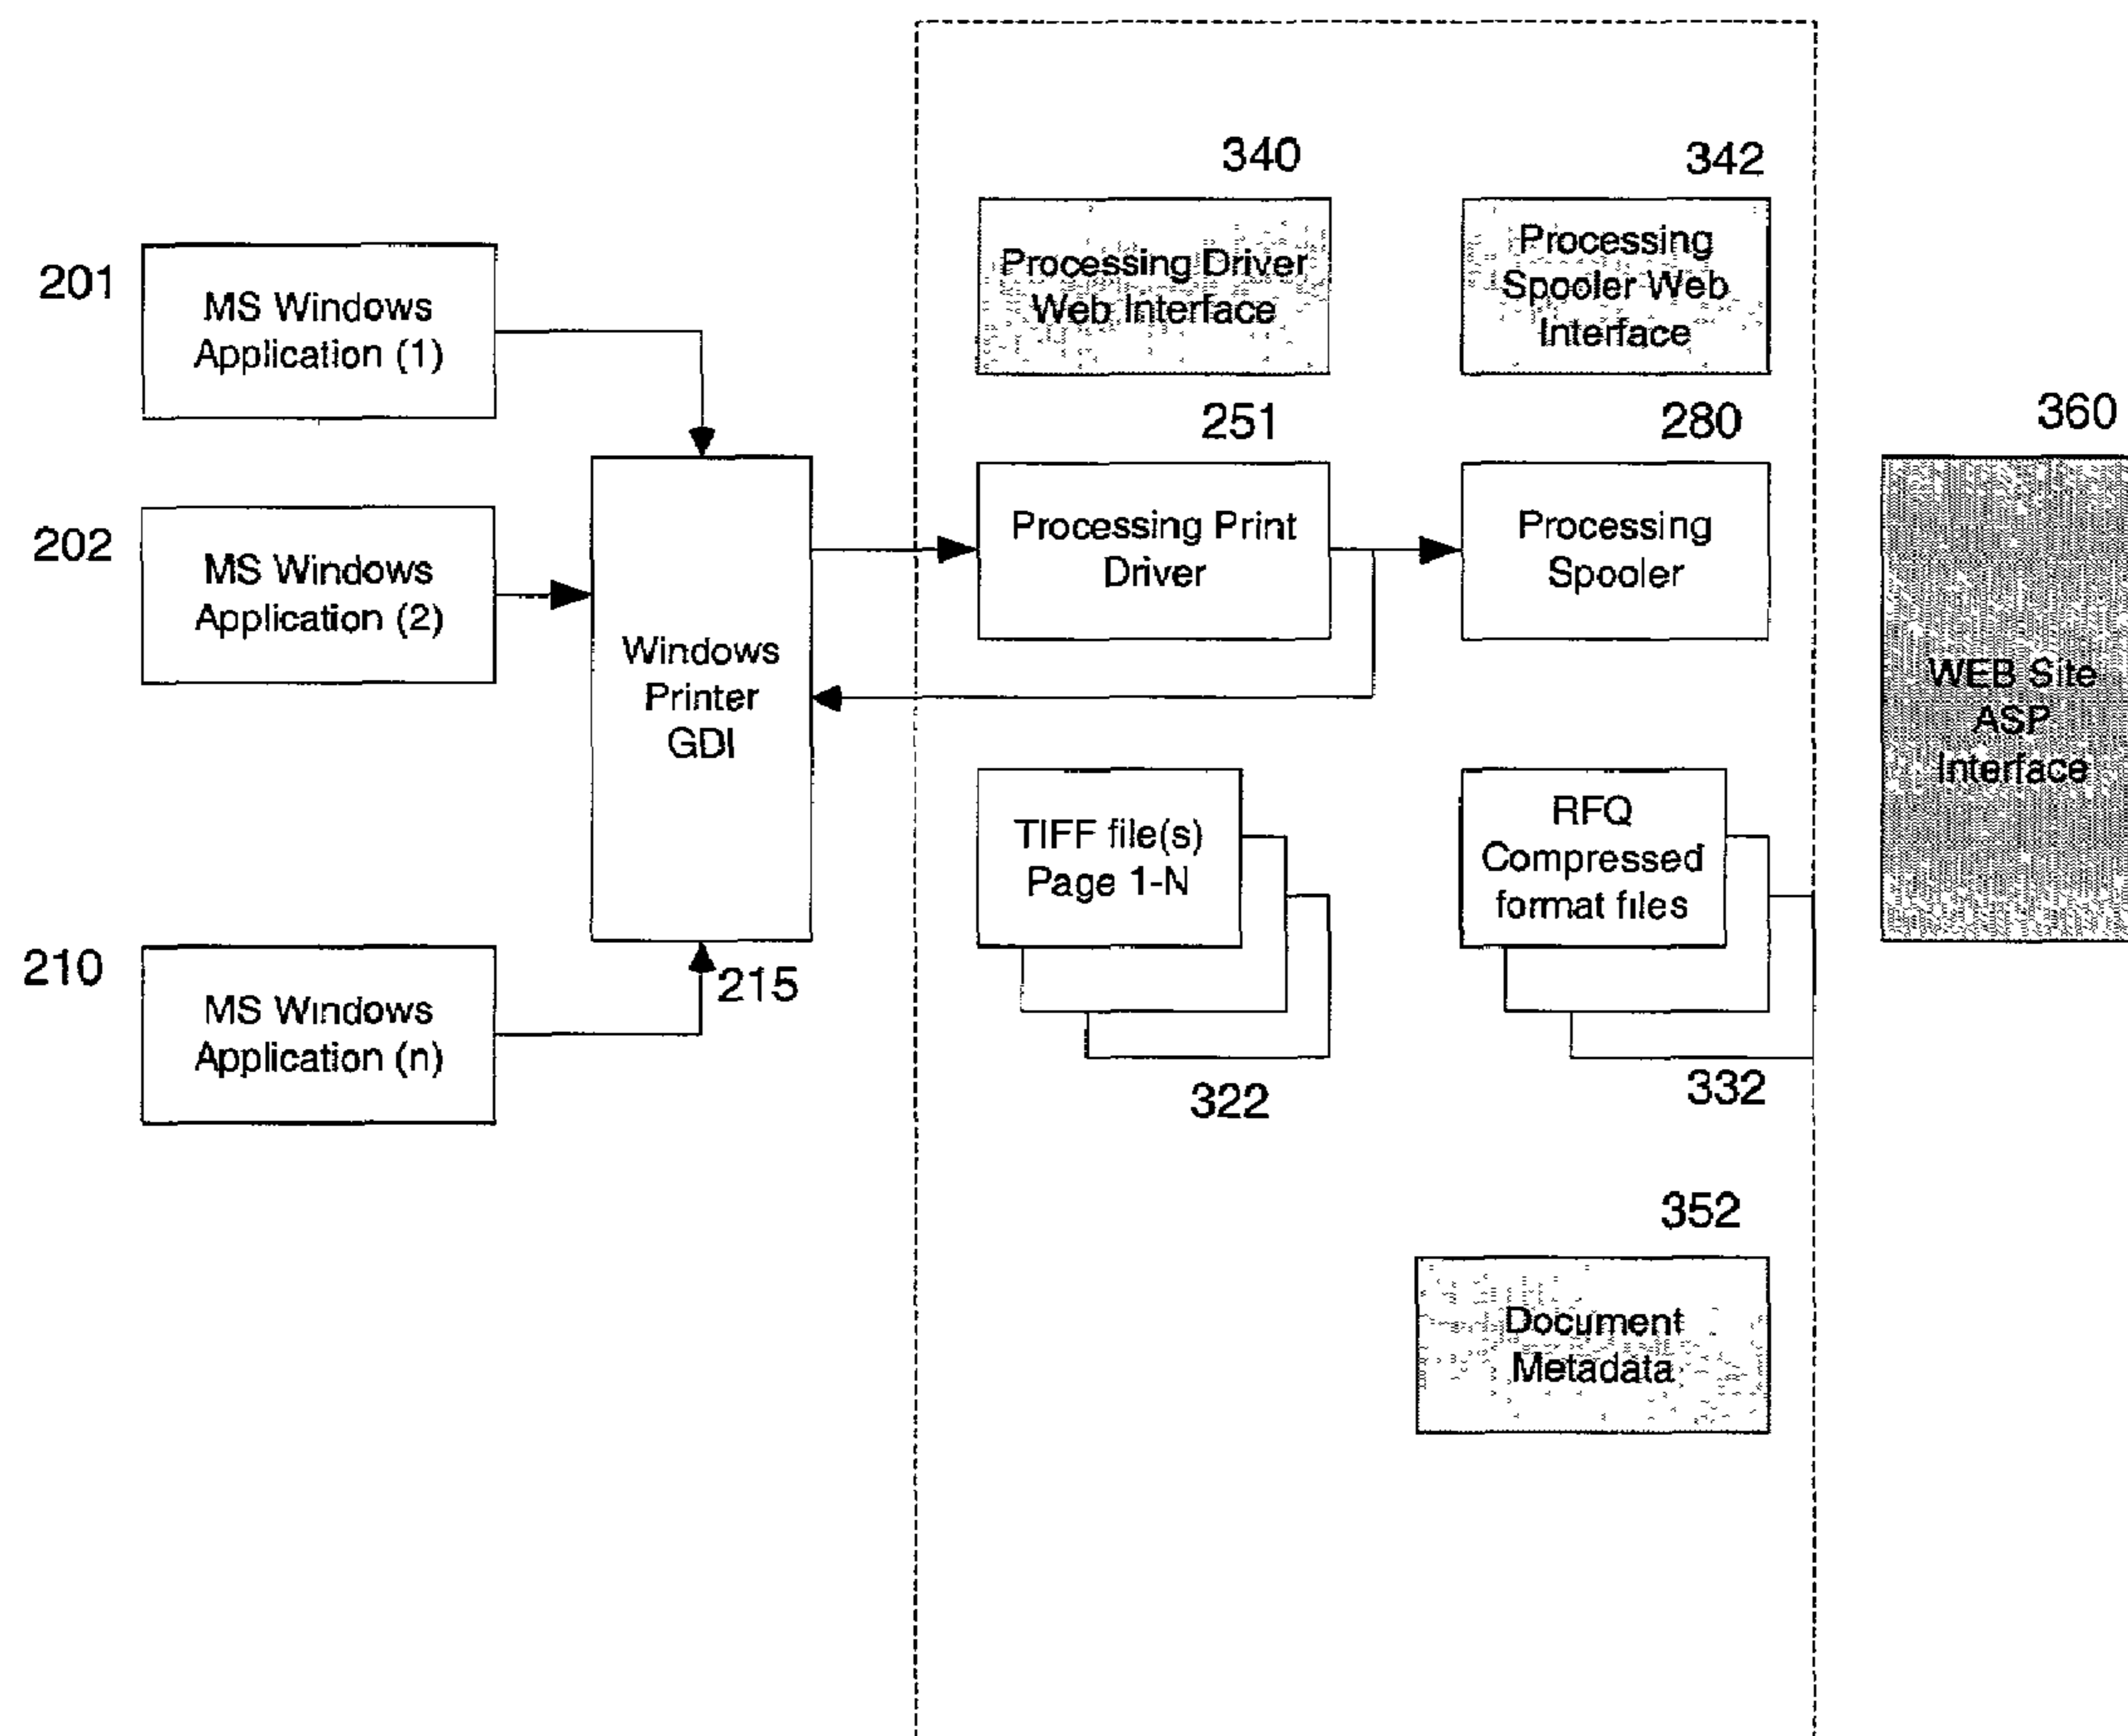 340
342
201
MS Windows
Application (1)
Processing Driver
Web Interface
Processing
Spooler Web
Interface
251
280
360
202
MS Windows
Application (2)
Windows
Printer
GDI
Processing Print
Driver
Processing
Spooler
WEB Site
ASP
Interface
TIFF file(s)
Page 1-N
RFQ
Compressed
format files
210
MS Windows
Application (n)
215
322
332
352
Document
Metadata